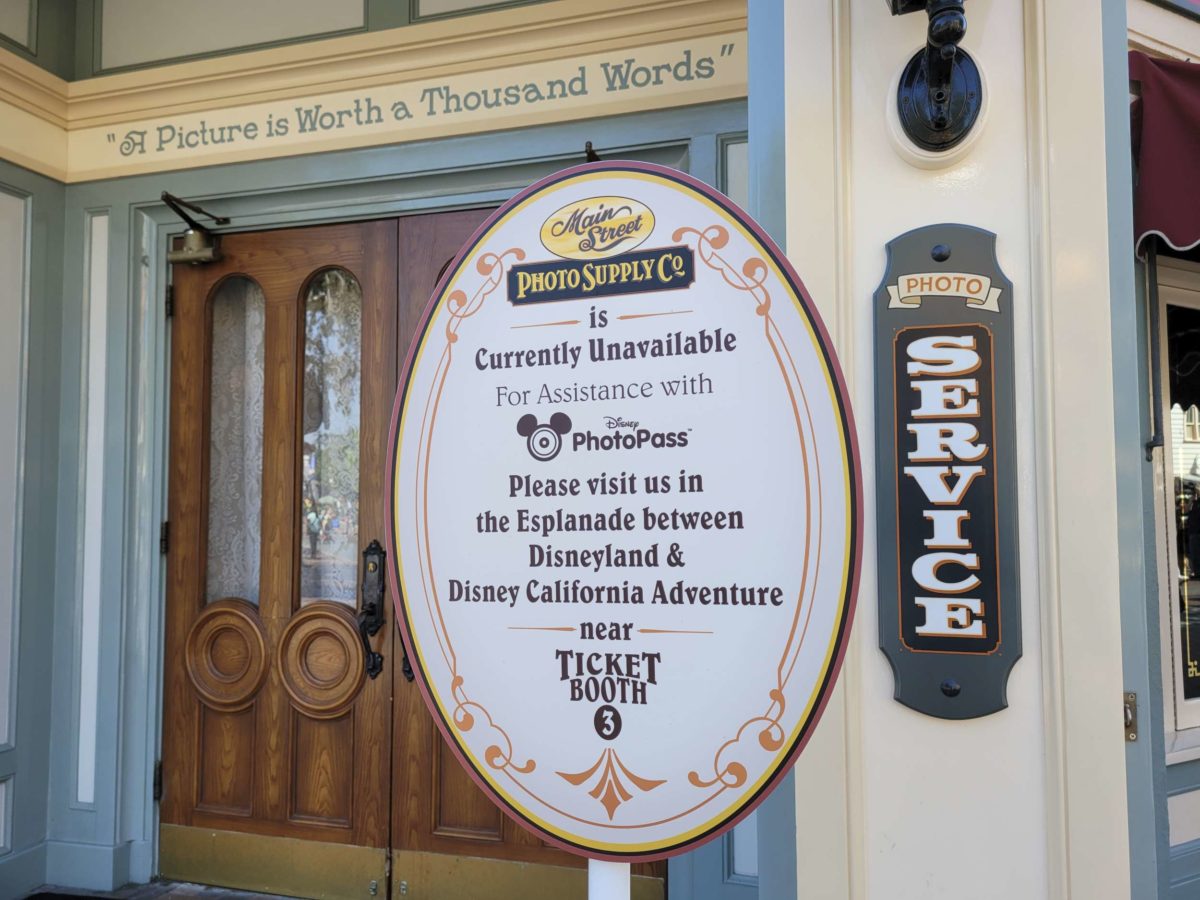 "A Picture is Worth a Thousand Words"
Main
Street
PHOTO SUPPLY CO
is
Currently Unavailable
For Assistance with
Disney
PhotoPass™
Please visit us in
the Esplanade between
Disneyland &
Disney California Adventure
near
TICKET
BOOTH
3
PHOTO
SERVICE